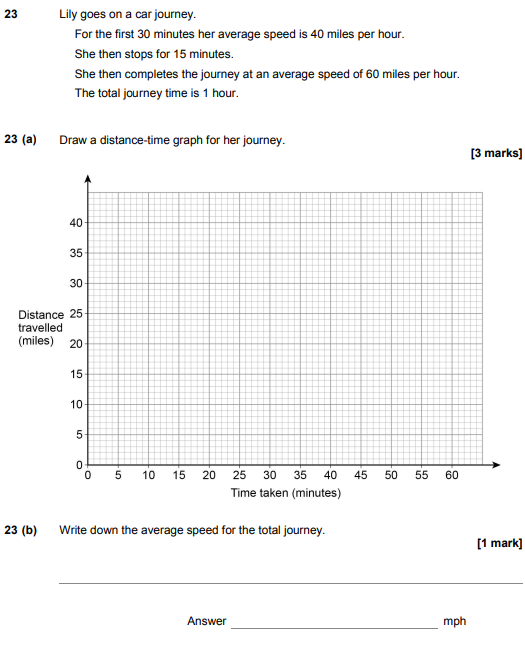 23 Lily goes on a car journey.
For the first 30 minutes her average speed is 40 miles per hour.
She then stops for 15 minutes.
She then completes the journey at an average speed of 60 miles per hour.
The total journey time is 1 hour.
23 (a) Draw a distance-time graph for her journey.
[3 marks]
40
35
30
Distance 25
travelled
(miles) 20
15
10
5
0
0 5 10 15 20 25 30 35 40 45 50 55 60
Time taken (minutes)
23 (b) Write down the average speed for the total journey.
[1 mark]
Answer mph